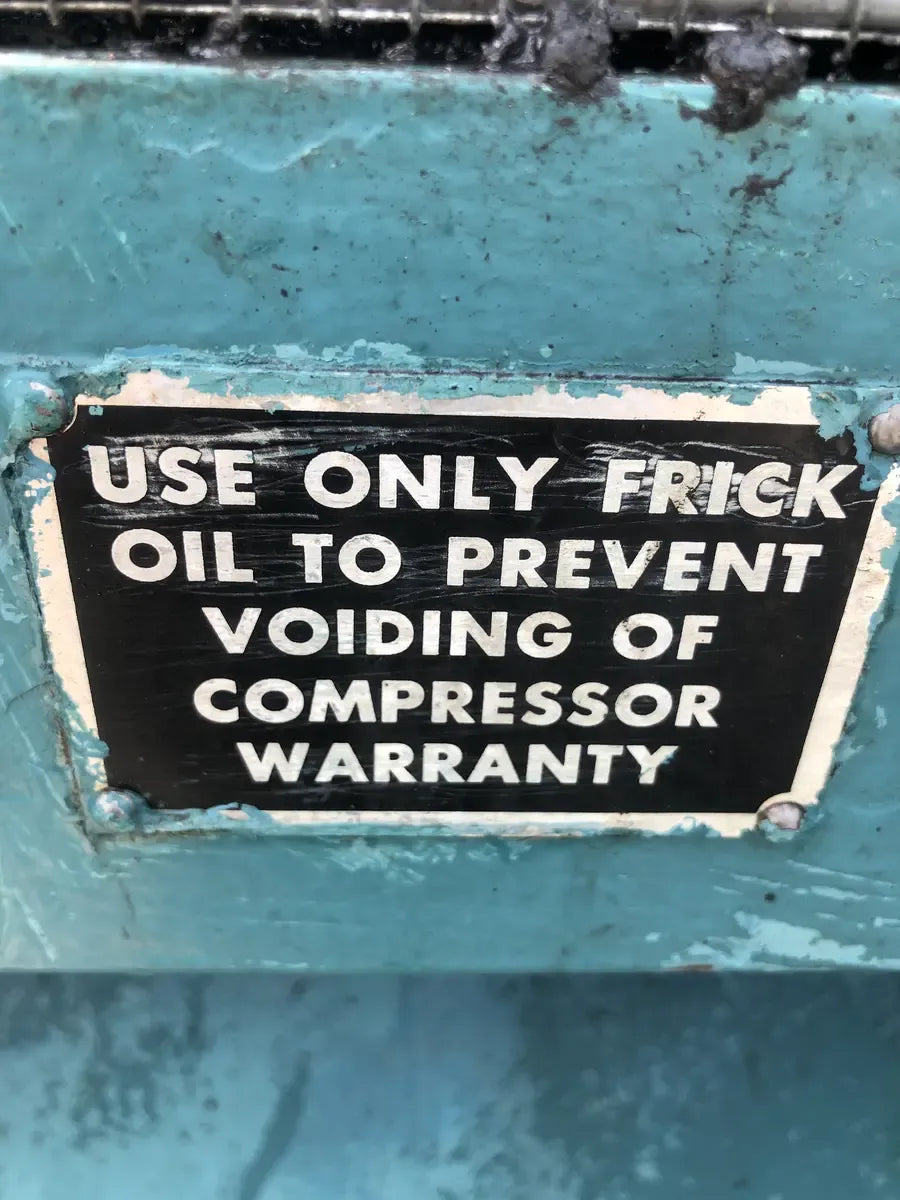 USE ONLY FRICK
OIL TO PREVENT
VOIDING OF
COMPRESSOR
WARRANTY